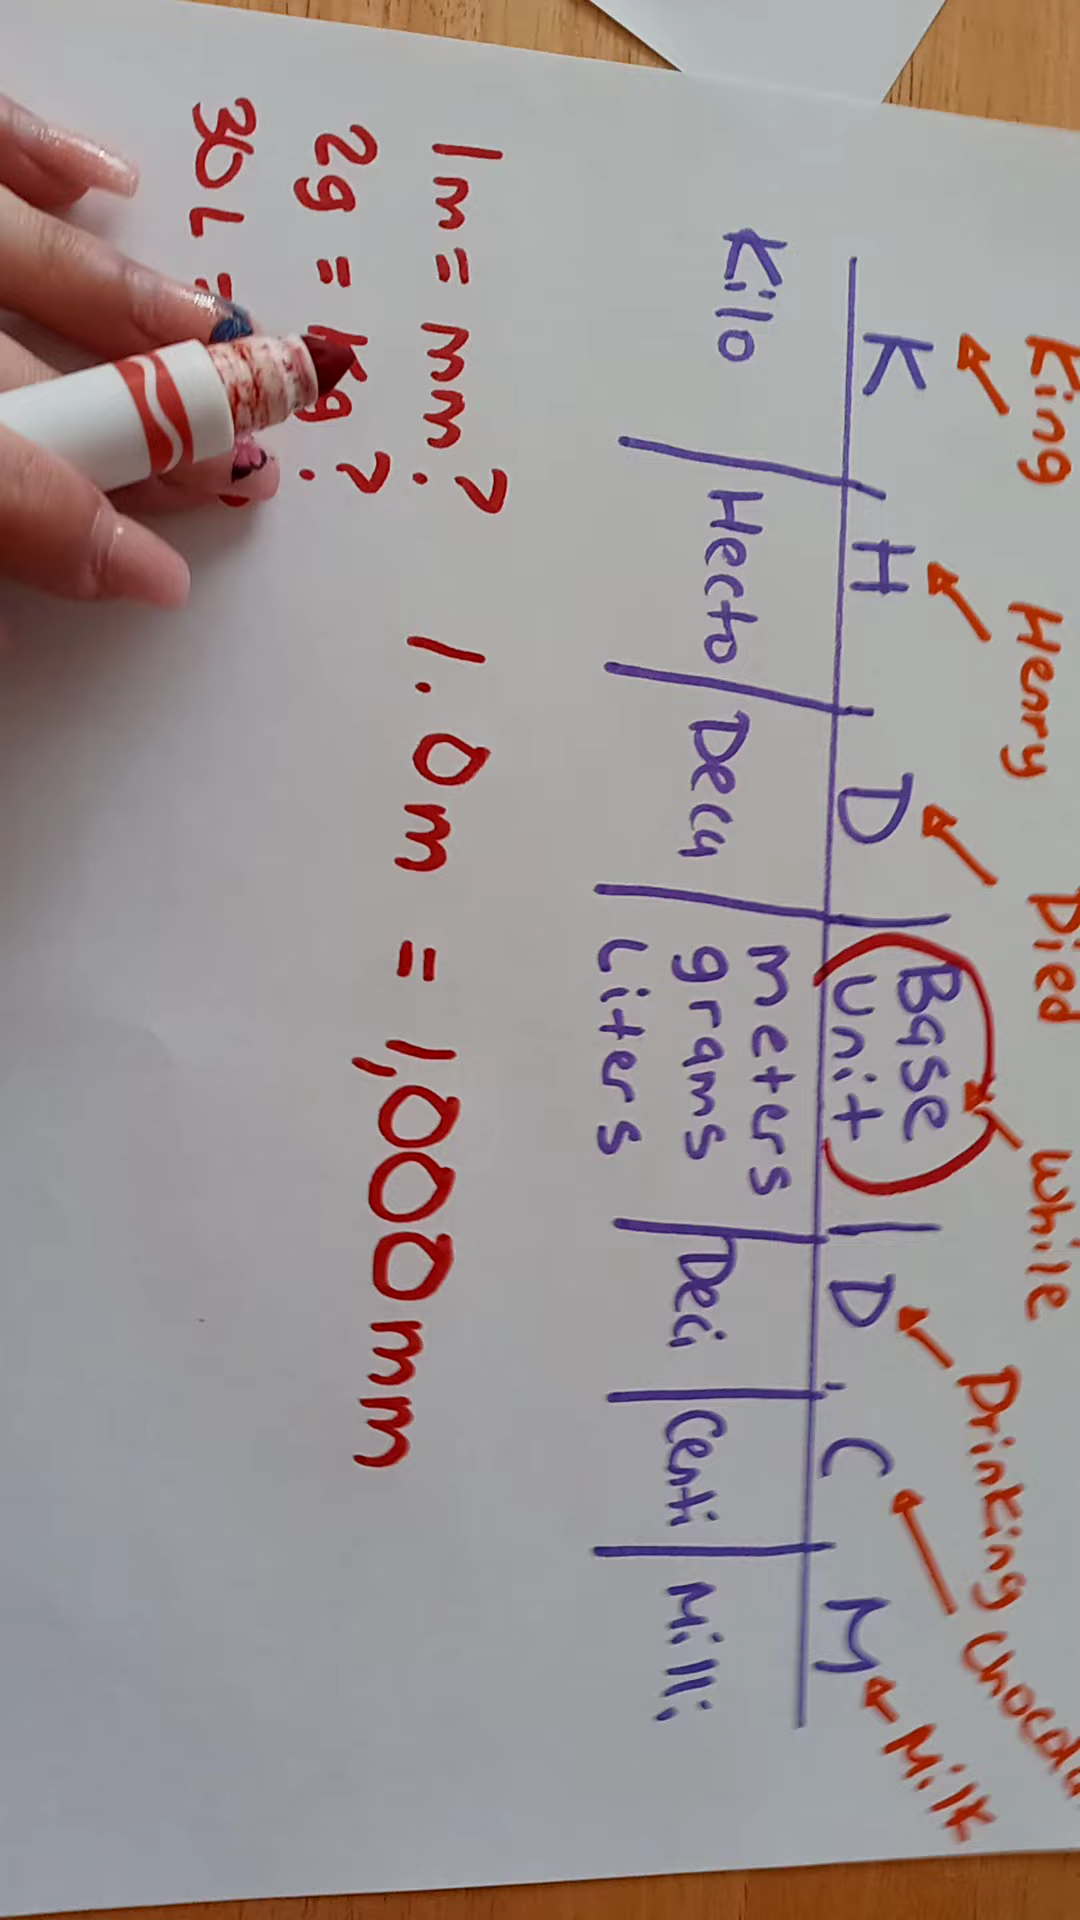 King Henry Died While Drinking Chocola Milk
K H D Base Unit D C M
Kilo Hecto Deca meters grams Liters Deci Centi Milli
1m = mm? 1.0m = 1,000mm
2g = kg?
30L =